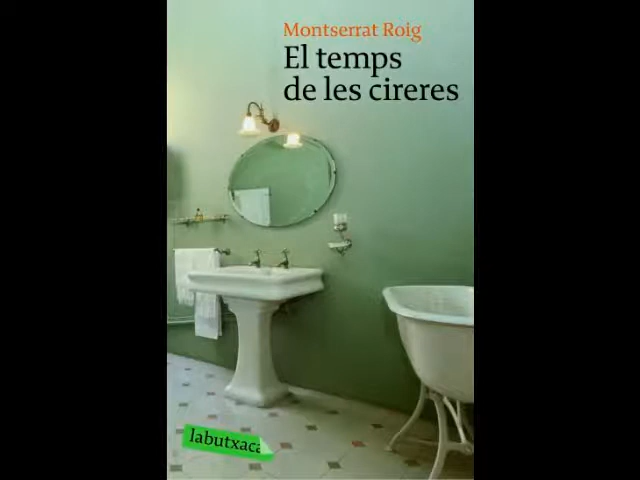 Montserrat Roig
El temps
de les cireres
labutxaca